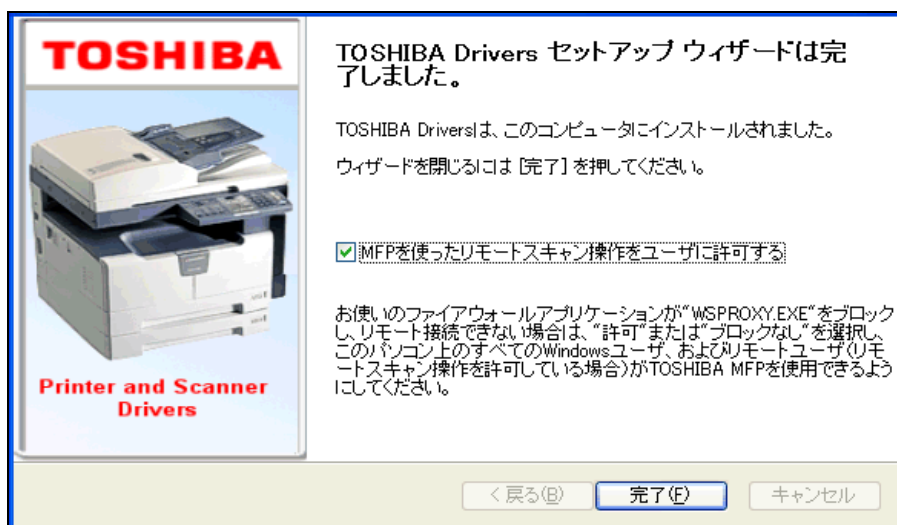 TOSHIBA
Printer and Scanner
Drivers
TOSHIBA Drivers セットアップ ウィザードは完
了しました。
TOSHIBA Driversは、このコンピュータにインストールされました。
ウィザードを閉じるには [完了] を押してください。
MFPを使ったリモートスキャン操作をユーザに許可する
お使いのファイアウォールアプリケーションが"WSPROXY.EXE"をブロック
し、リモート接続できない場合は、"許可"または"ブロックなし"を選択し、
このパソコン上のすべてのWindowsユーザ、およびリモートユーザ(リモ
ートスキャン操作を許可している場合)がTOSHIBA MFPを使用できるよう
にしてください。
< 戻る(B)
完了(F)
キャンセル